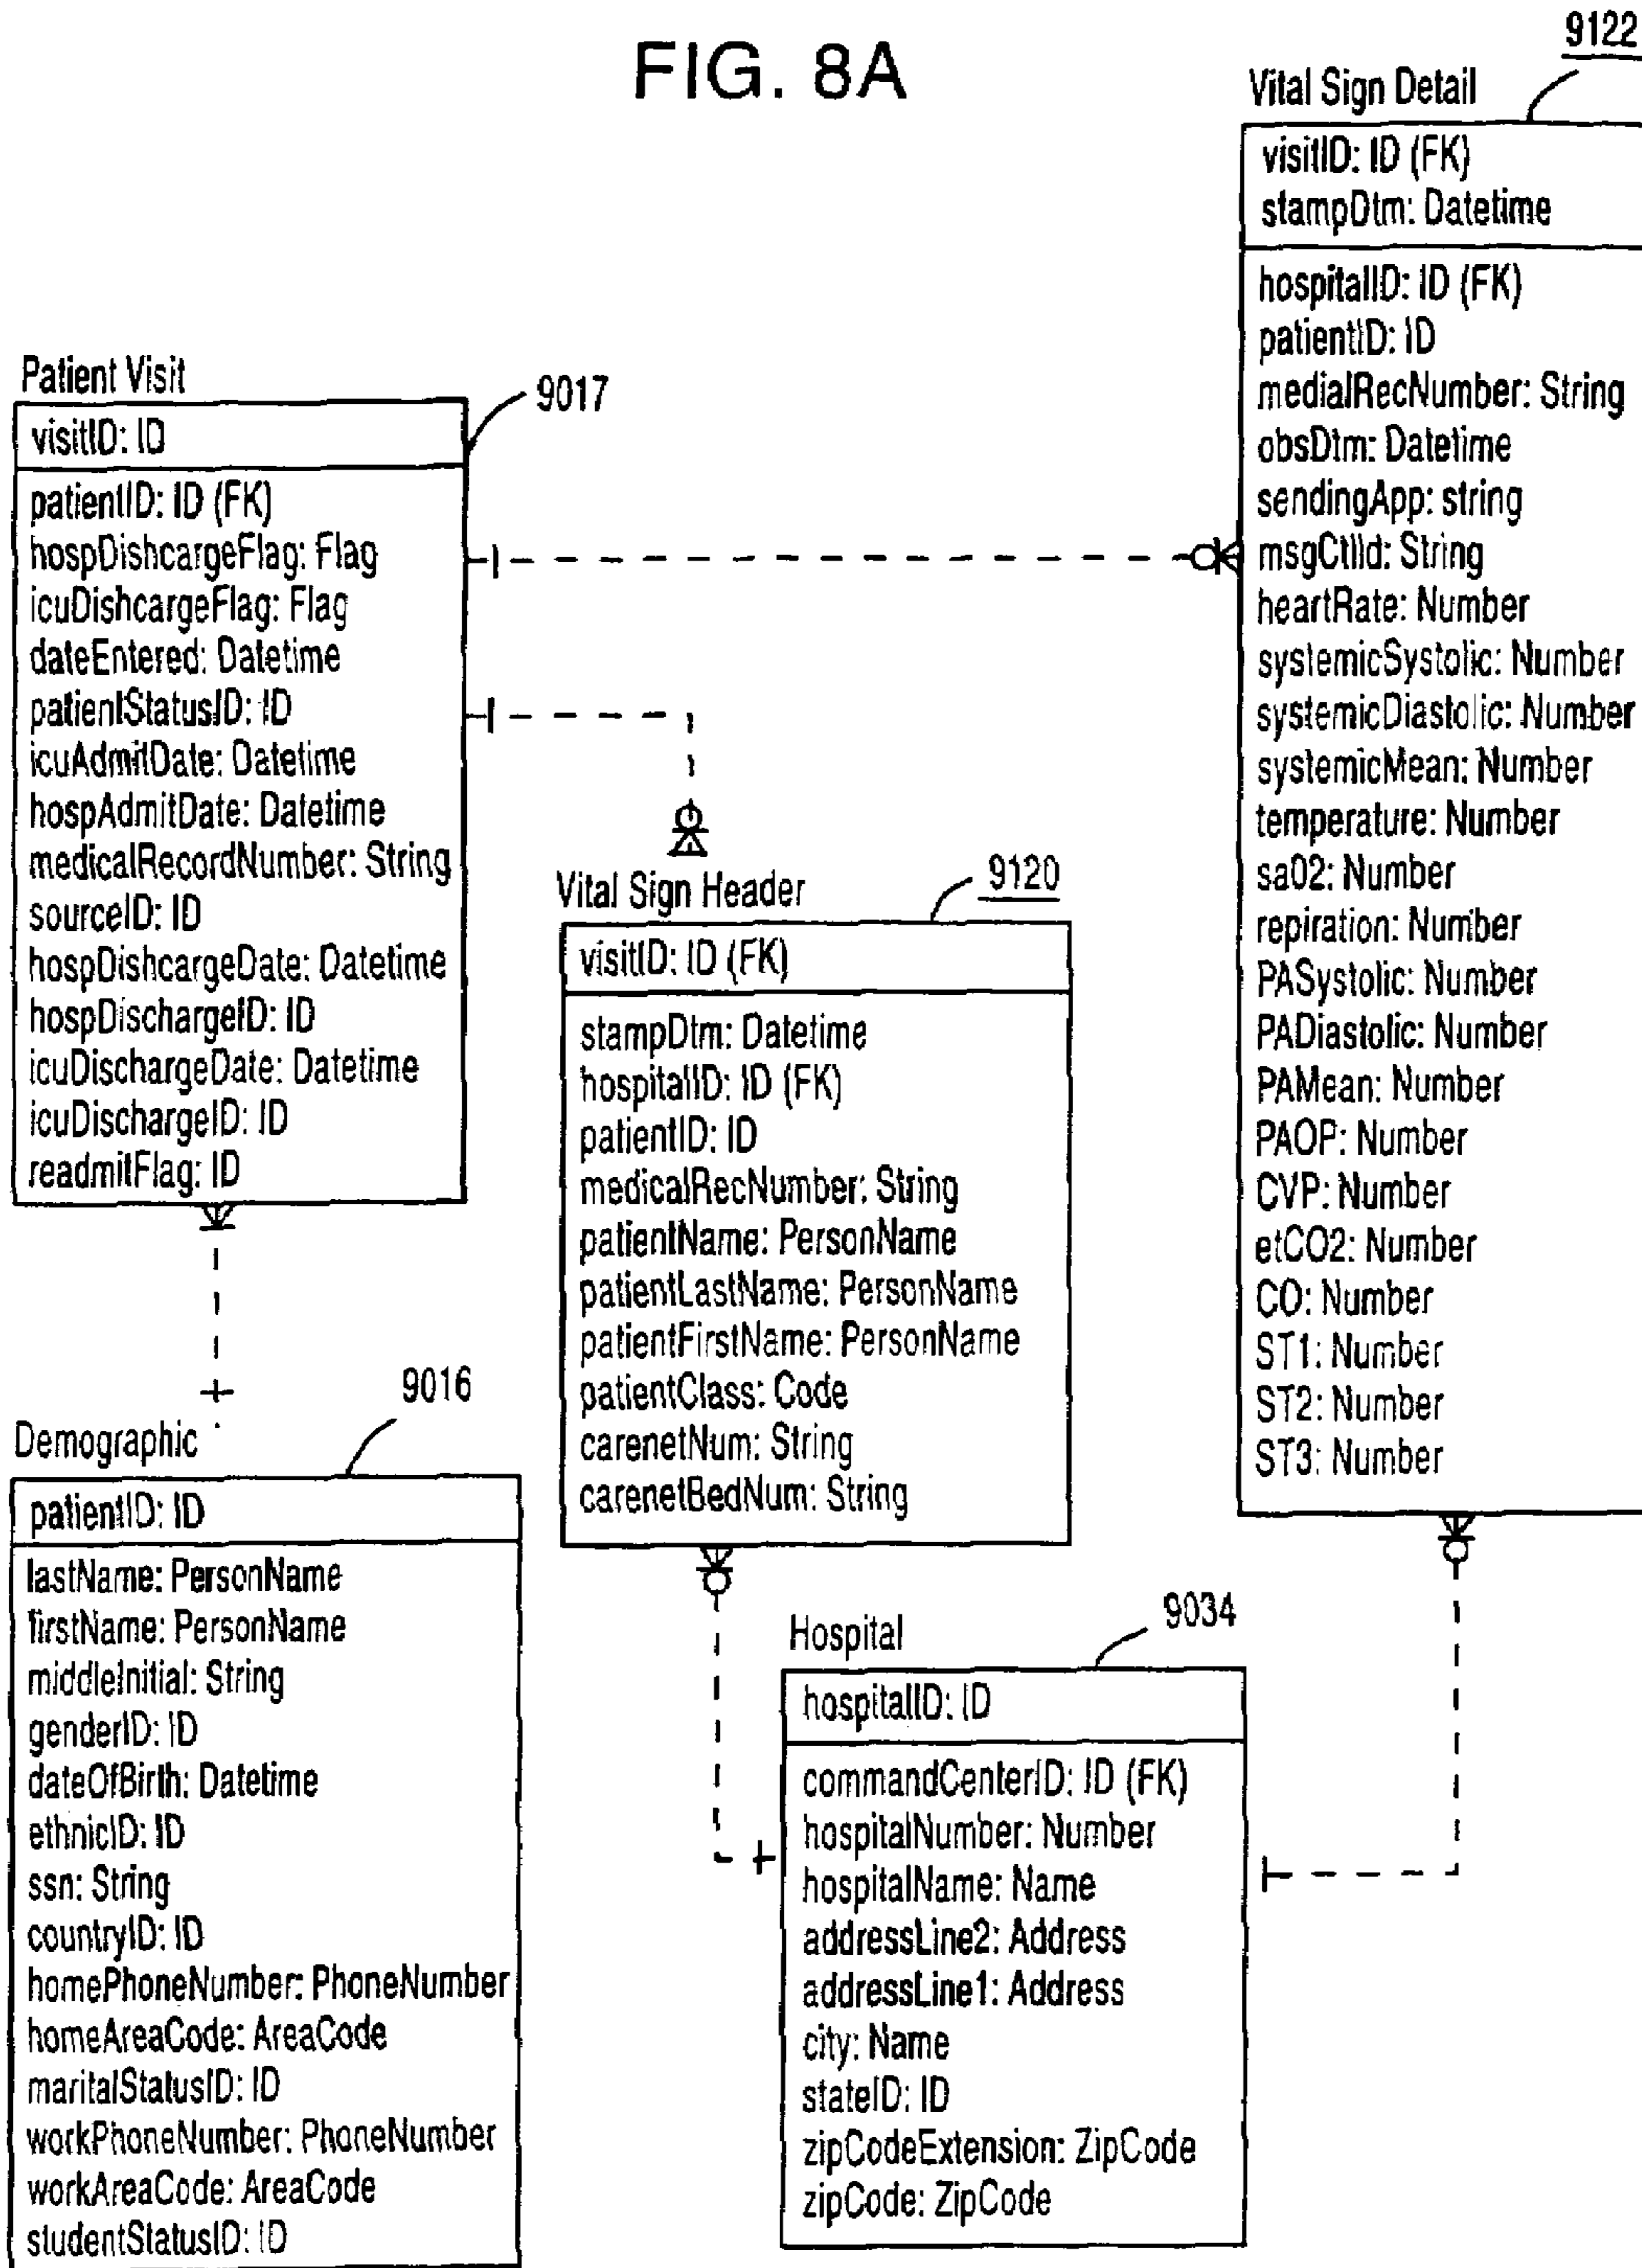 FIG. 8A
9122
Vital Sign Detail
visitID: ID (FK)
stampDtm: Datetime
hospitalID: ID (FK)
patientID: ID
medialRecNumber: String
obsDtm: Datetime
sendingApp: string
msgCtlId: String
heartRate: Number
systemicSystolic: Number
systemicDiastolic: Number
systemicMean: Number
temperature: Number
sa02: Number
repiration: Number
PASystolic: Number
PADiastolic: Number
PAMean: Number
PAOP: Number
CVP: Number
etCO2: Number
CO: Number
ST1: Number
ST2: Number
ST3: Number
Patient Visit
9017
visitID: ID
patientID: ID (FK)
hospDishcargeFlag: Flag
icuDishcargeFlag: Flag
dateEntered: Datetime
patientStatusID: ID
icuAdmitDate: Datetime
hospAdmitDate: Datetime
medicalRecordNumber: String
sourceID: ID
hospDishcargeDate: Datetime
hospDischargeID: ID
icuDischargeDate: Datetime
icuDischargeID: ID
readmitFlag: ID
Vital Sign Header
9120
visitID: ID (FK)
stampDtm: Datetime
hospitalID: ID (FK)
patientID: ID
medicalRecNumber: String
patientName: PersonName
patientLastName: PersonName
patientFirstName: PersonName
patientClass: Code
carenetNum: String
carenetBedNum: String
Demographic
9016
patientID: ID
lastName: PersonName
firstName: PersonName
middleInitial: String
genderID: ID
dateOfBirth: Datetime
ethnicID: ID
ssn: String
countryID: ID
homePhoneNumber: PhoneNumber
homeAreaCode: AreaCode
maritalStatusID: ID
workPhoneNumber: PhoneNumber
workAreaCode: AreaCode
studentStatusID: ID
Hospital
9034
hospitalID: ID
commandCenterID: ID (FK)
hospitalNumber: Number
hospitalName: Name
addressLine2: Address
addressLine1: Address
city: Name
stateID: ID
zipCodeExtension: ZipCode
zipCode: ZipCode